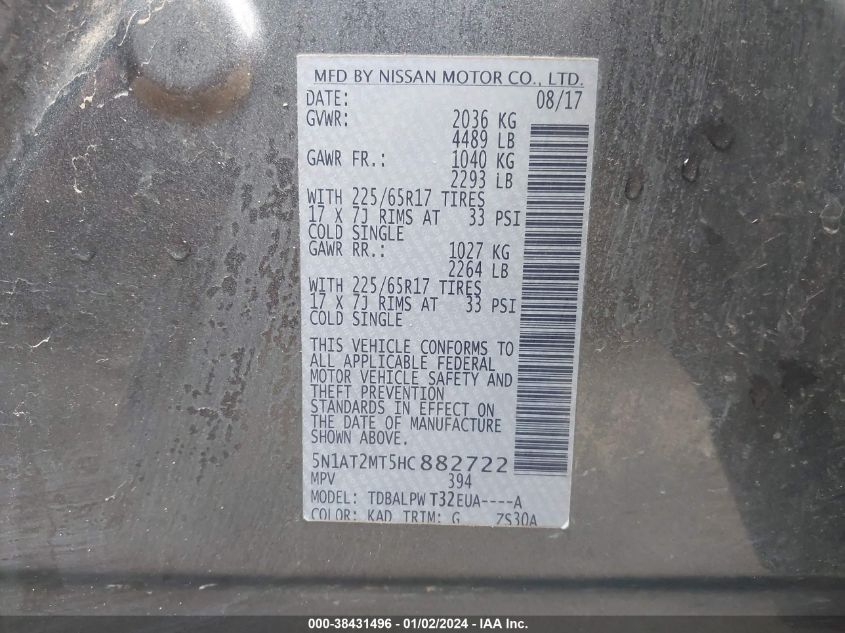 MFD BY NISSAN MOTOR CO., LTD.
DATE: 08/17
GVWR: 2036 KG
4489 LB
GAWR FR.: 1040 KG
2293 LB
WITH 225/65R17 TIRES
17 X 7J RIMS AT 33 PSI
COLD SINGLE
GAWR RR.: 1027 KG
2264 LB
WITH 225/65R17 TIRES
17 X 7J RIMS AT 33 PSI
COLD SINGLE
THIS VEHICLE CONFORMS TO
ALL APPLICABLE FEDERAL
MOTOR VEHICLE SAFETY AND
THEFT PREVENTION
STANDARDS IN EFFECT ON
THE DATE OF MANUFACTURE
SHOWN ABOVE.
5N1AT2MT5HC882722
MPV 394
MODEL: TDBALPW T32EUA----A
COLOR: KAD TRTM: G 7S30A
000-38431496 - 01/02/2024 - IAA Inc.